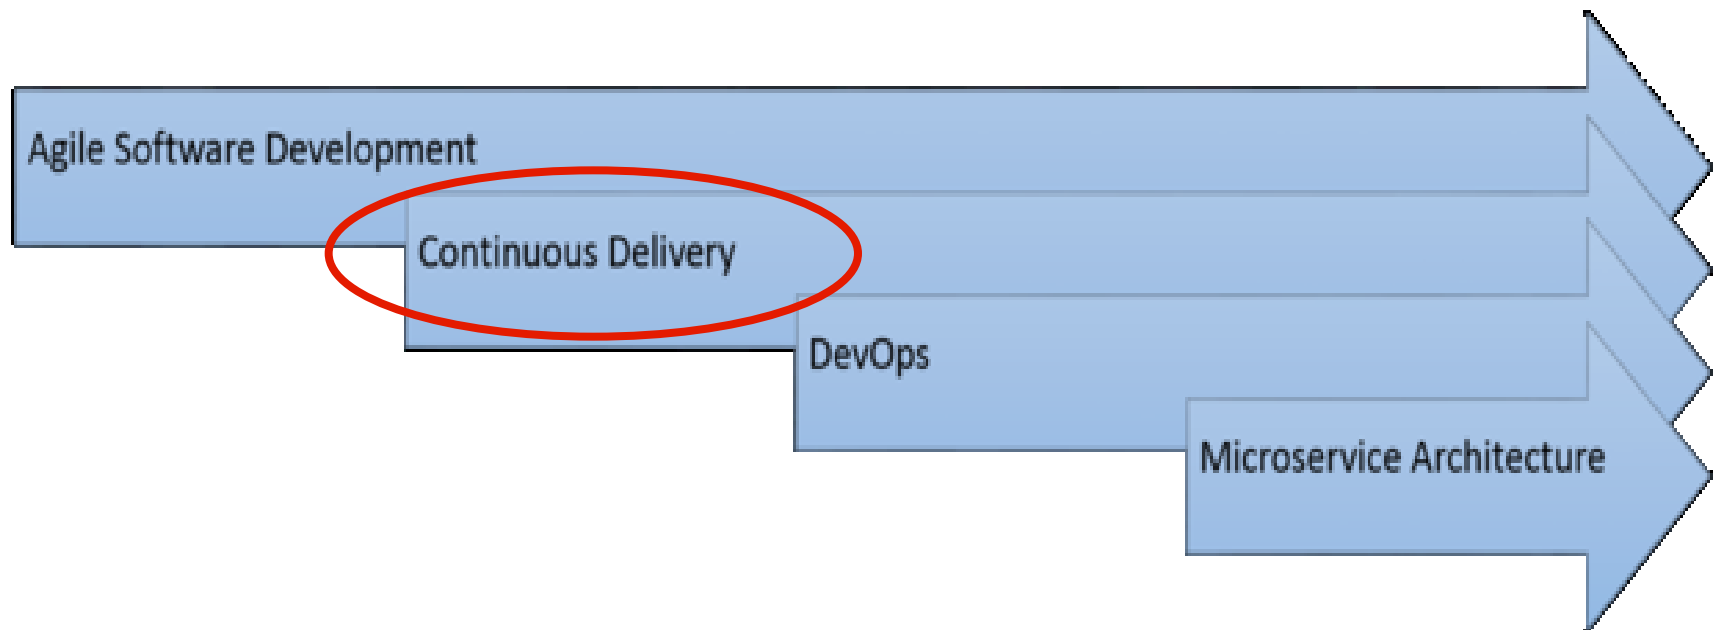 Agile Software Development
Continuous Delivery
DevOps
Microservice Architecture